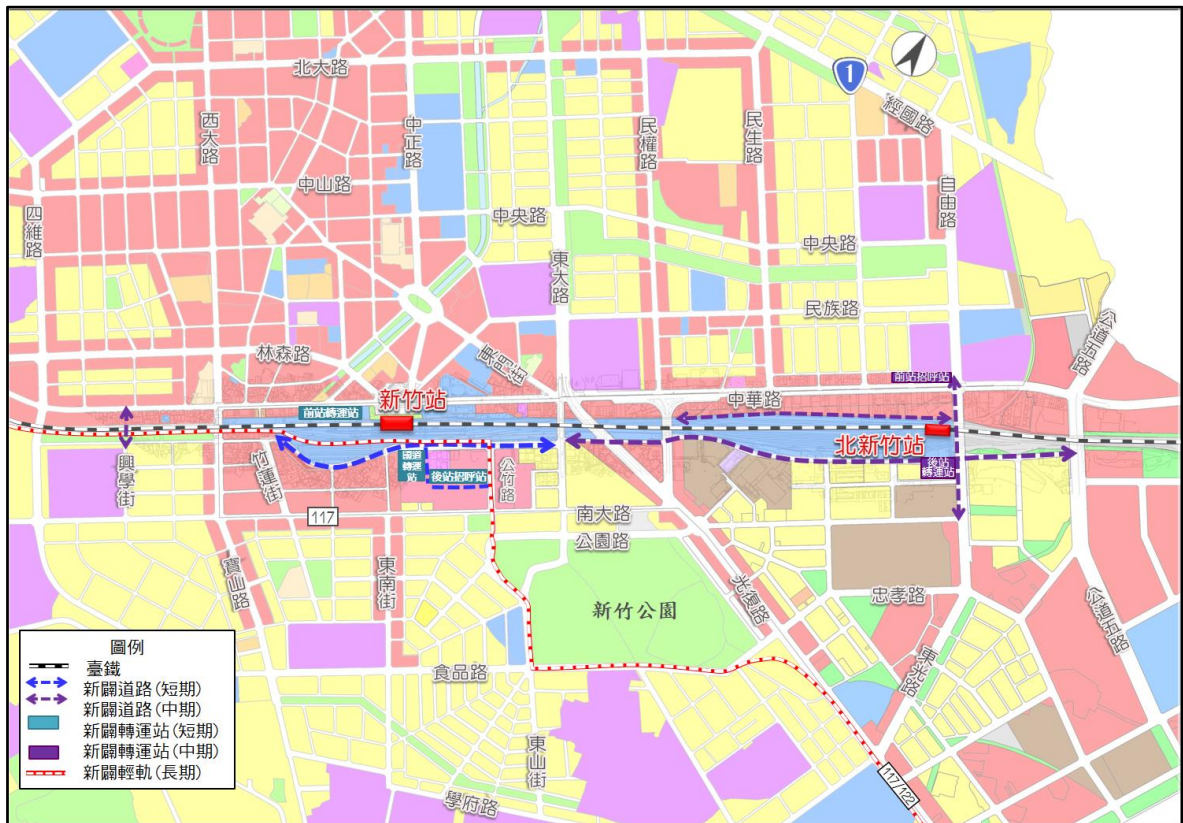 北大路
1
經國路
西大路
中正路
民權路
民生路
自由路
中山路
四維路
中央路
東大路
中央路
民族路
公道五路
林森路
東門街
前站招呼站
新竹站
前站轉運站
中華路
北新竹站
興學街
竹蓮街
國道
轉運
站
後站招呼站
公竹路
後站
轉運站
117
南大路
公園路
寶山路
東南街
新竹公園
光復路
忠孝路
公道五路
東光路
食品路
東山街
學府路
117/122
圖例
臺鐵
新闢道路(短期)
新闢道路(中期)
新闢轉運站(短期)
新闢轉運站(中期)
新闢輕軌(長期)